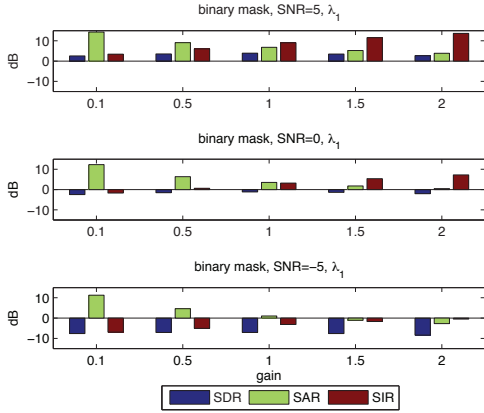 binary mask, SNR=5, λ₁
10
0
−10
dB
0.1 0.5 1 1.5 2
binary mask, SNR=0, λ₁
10
0
−10
dB
0.1 0.5 1 1.5 2
binary mask, SNR=−5, λ₁
10
0
−10
dB
0.1 0.5 1 1.5 2
gain
SDR SAR SIR